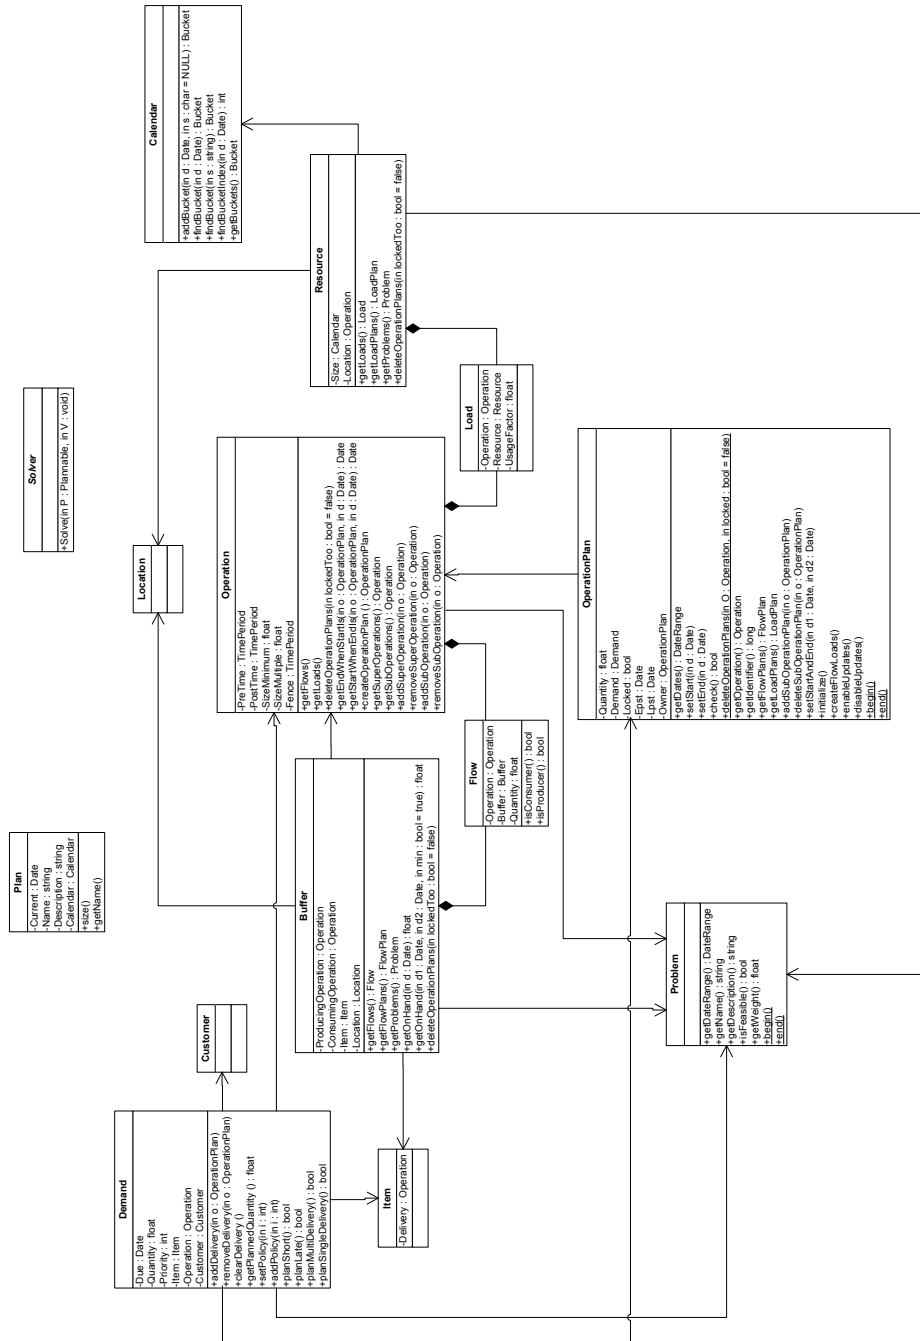 Calendar
+addBucket(in d : Date, in s : char = NULL) : Bucket
+findBucket(in d : Date) : Bucket
+findBucket(in s : string) : Bucket
+findBucketIndex(in d : Date) : int
+getBuckets() : Bucket
Resource
-Size : Calendar
-Location : Operation
+getLoads() : Load
+getLoadPlans() : LoadPlan
+getProblems() : Problem
+deleteOperationPlans(in lockedToo : bool = false)
Solver
+Solve(in P : Plannable, in V : void)
Location
Load
-Operation : Operation
-Resource : Resource
-UsageFactor : float
Operation
-PreTime : TimePeriod
-PostTime : TimePeriod
-SizeMinimum : float
-SizeMultiple : float
-Fence : TimePeriod
+getFlows()
+getLoads()
+deleteOperationPlans(in lockedToo : bool = false)
+getEndWhenStartIs(in o : OperationPlan, in d : Date) : Date
+getStartWhenEndIs(in o : OperationPlan, in d : Date) : Date
+createOperationPlan () : OperationPlan
+getSuperOperations() : Operation
+getSubOperations() : Operation
+addSuperOperation(in o : Operation)
+removeSuperOperation(in o : Operation)
+addSubOperation(in o : Operation)
+removeSubOperation(in o : Operation)
OperationPlan
-Quantity : float
-Demand : Demand
-Locked : bool
-Epst : Date
-Lpst : Date
-Owner : OperationPlan
+getDates() : DateRange
+setStart(in d : Date)
+setEnd(in d : Date)
+check() : bool
+deleteOperationPlans(in O : Operation, in locked : bool = false)
+getOperation() : Operation
+getIdentifier() : long
+getFlowPlans() : FlowPlan
+getLoadPlans() : LoadPlan
+addSubOperationPlan(in o : OperationPlan)
+deleteSubOperationPlan(in o : OperationPlan)
+setStartAndEnd(in d1 : Date, in d2 : Date)
+initialize()
+createFlowLoads()
+enableUpdates()
+disableUpdates()
+begin()
+end()
Plan
-Current : Date
-Name : string
-Description : string
-Calendar : Calendar
+size()
+getName()
Buffer
-ProducingOperation : Operation
-ConsumingOperation : Operation
-Item : Item
-Location : Location
+getFlows() : Flow
+getFlowPlans() : FlowPlan
+getProblems() : Problem
+getOnHand(in d : Date) : float
+getOnHand(in d1 : Date, in d2 : Date, in min : bool = true) : float
+deleteOperationPlans(in lockedToo : bool = false)
Flow
-Operation : Operation
-Buffer : Buffer
-Quantity : float
+isConsumer() : bool
+isProducer() : bool
Problem
+getDateRange() : DateRange
+getName() : string
+getDescription() : string
+isFeasible() : bool
+getWeight() : float
+begin()
+end()
Customer
Demand
-Due : Date
-Quantity : float
-Priority : int
-Item : Item
-Operation : Operation
-Customer : Customer
+addDelivery(in o : OperationPlan)
+removeDelivery(in o : OperationPlan)
+clearDelivery ()
+getPlannedQuantity () : float
+setPolicy(in i : int)
+addPolicy(in i : int)
+planShort() : bool
+planLate() : bool
+planMultiDelivery() : bool
+planSingleDelivery() : bool
Item
-Delivery : Operation